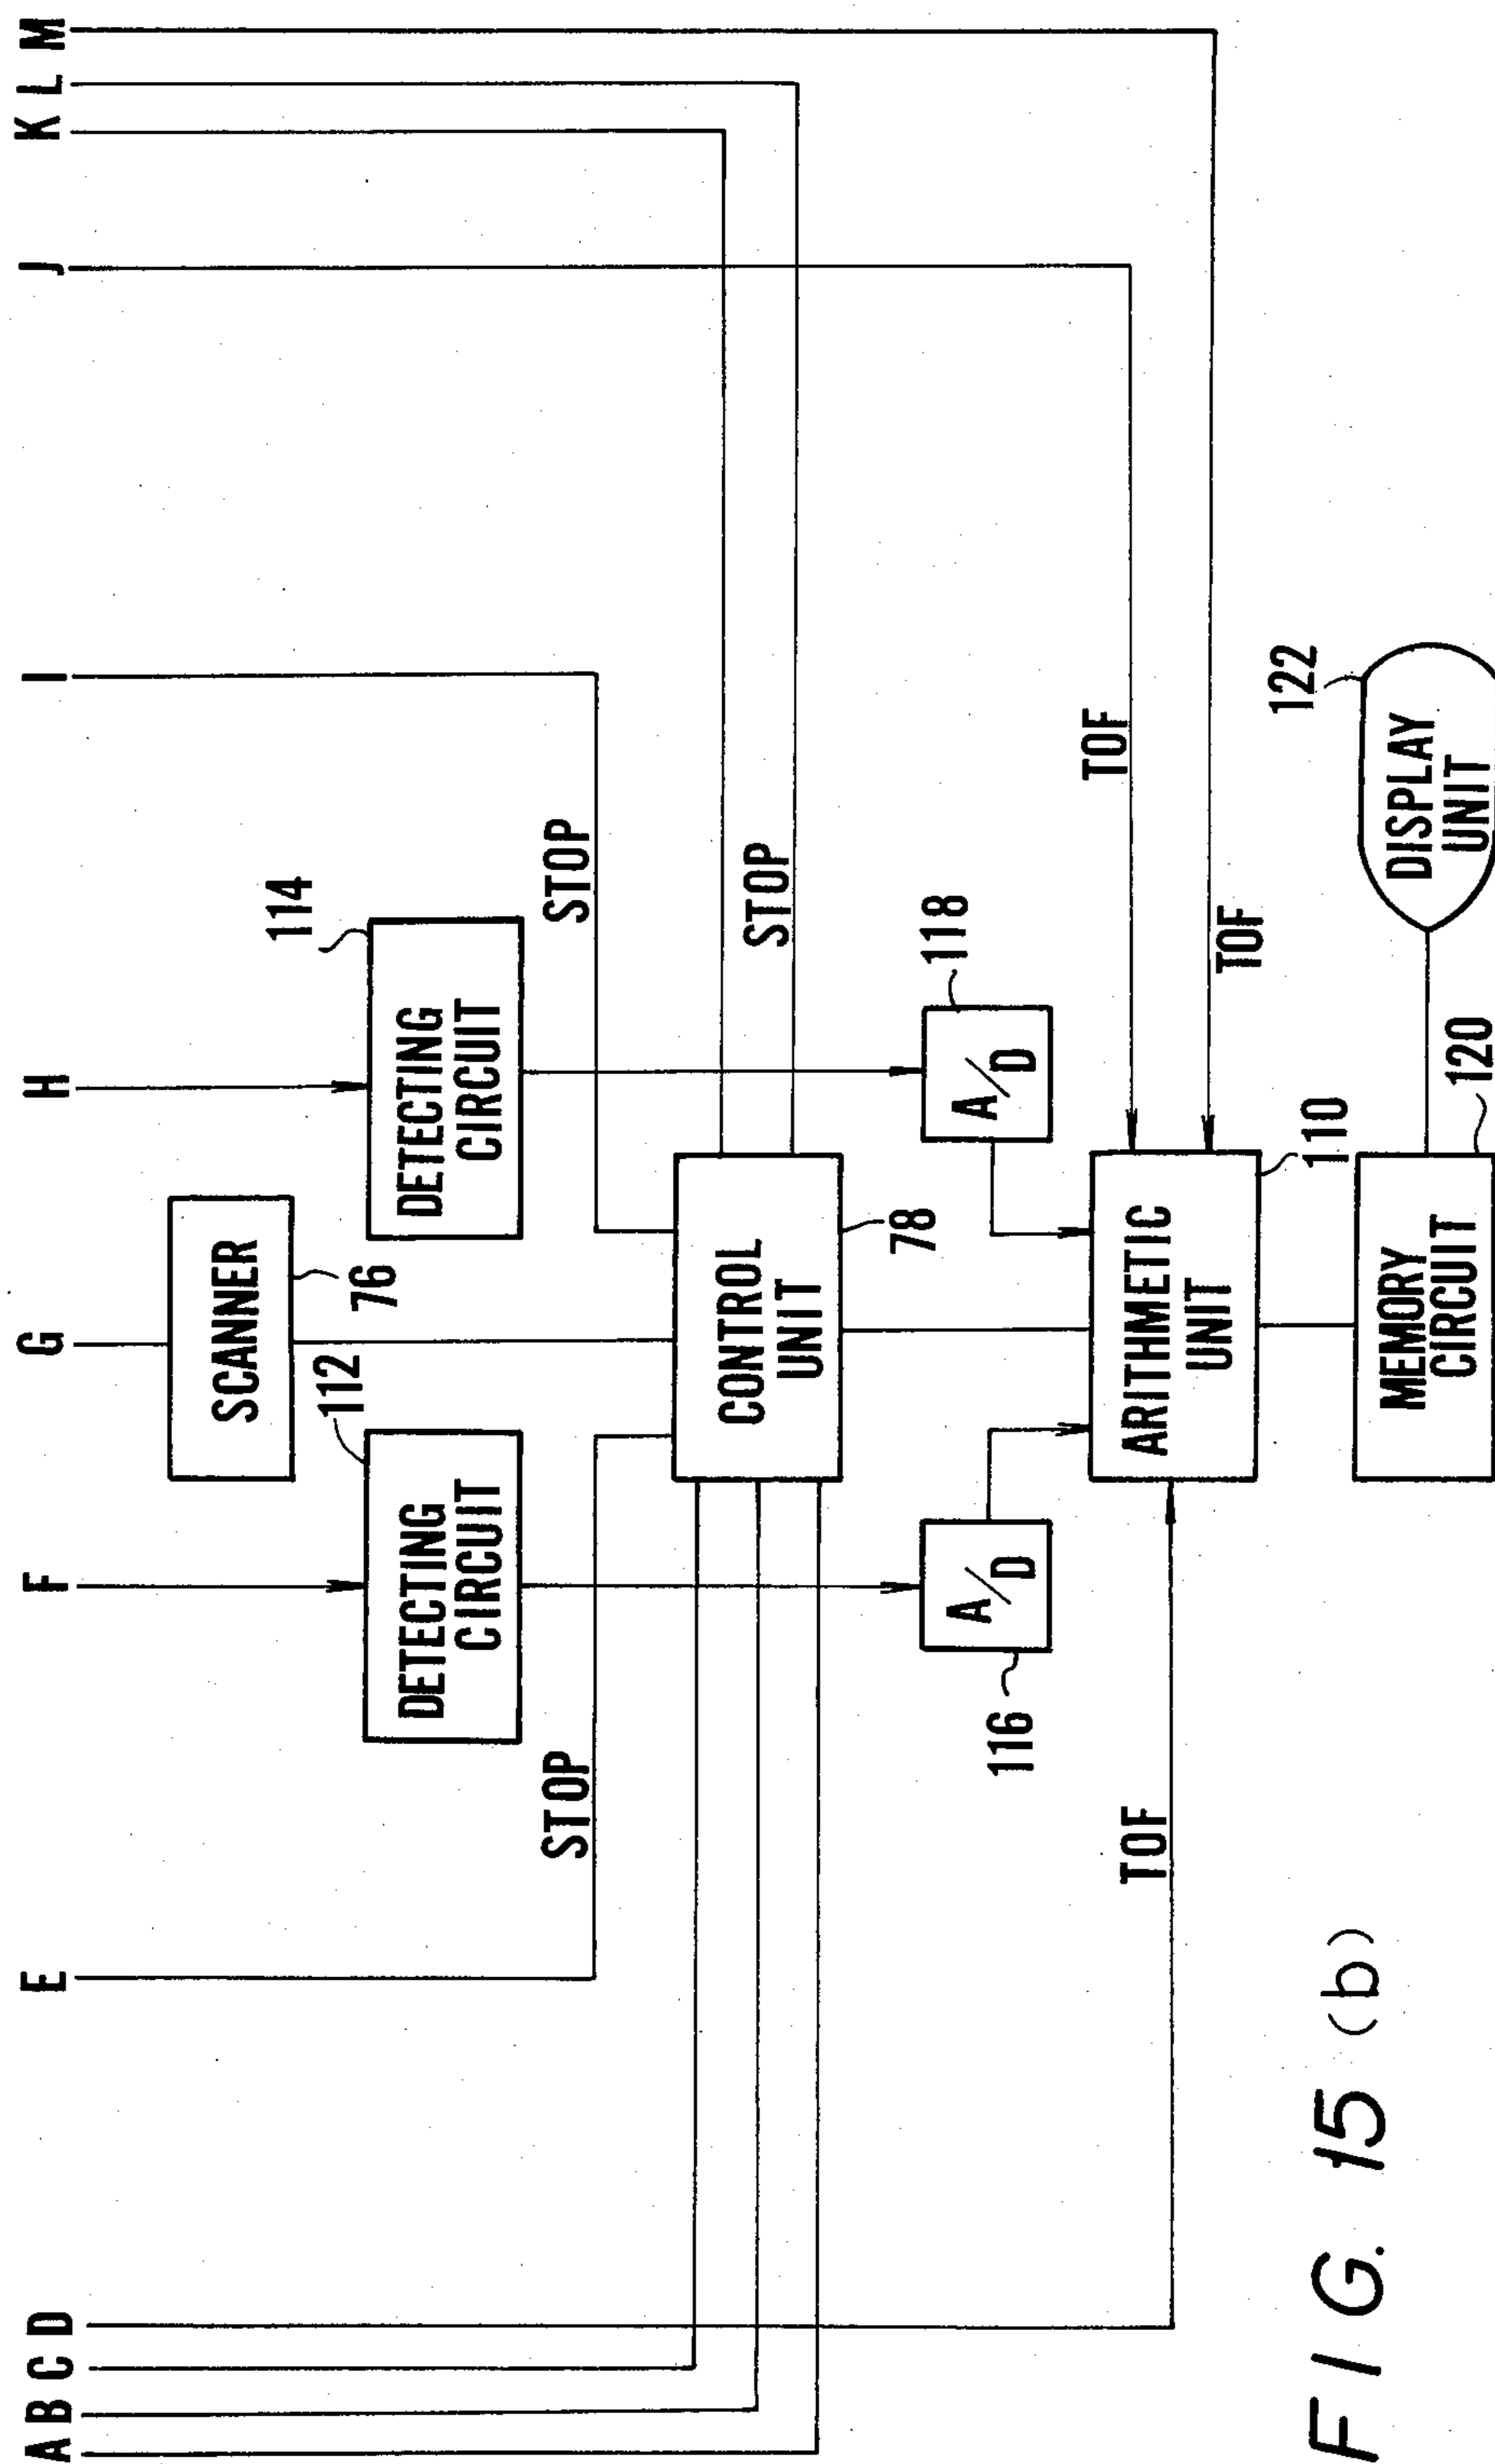 A B C D E F G H I J K L M
SCANNER
76
112
114
DETECTING
CIRCUIT
DETECTING
CIRCUIT
STOP
STOP
STOP
CONTROL
UNIT
78
116
A/D
A/D
118
TOF
TOF
TOF
ARITHMETIC
UNIT
110
MEMORY
CIRCUIT
120
DISPLAY
UNIT
122
FIG. 15 (b)